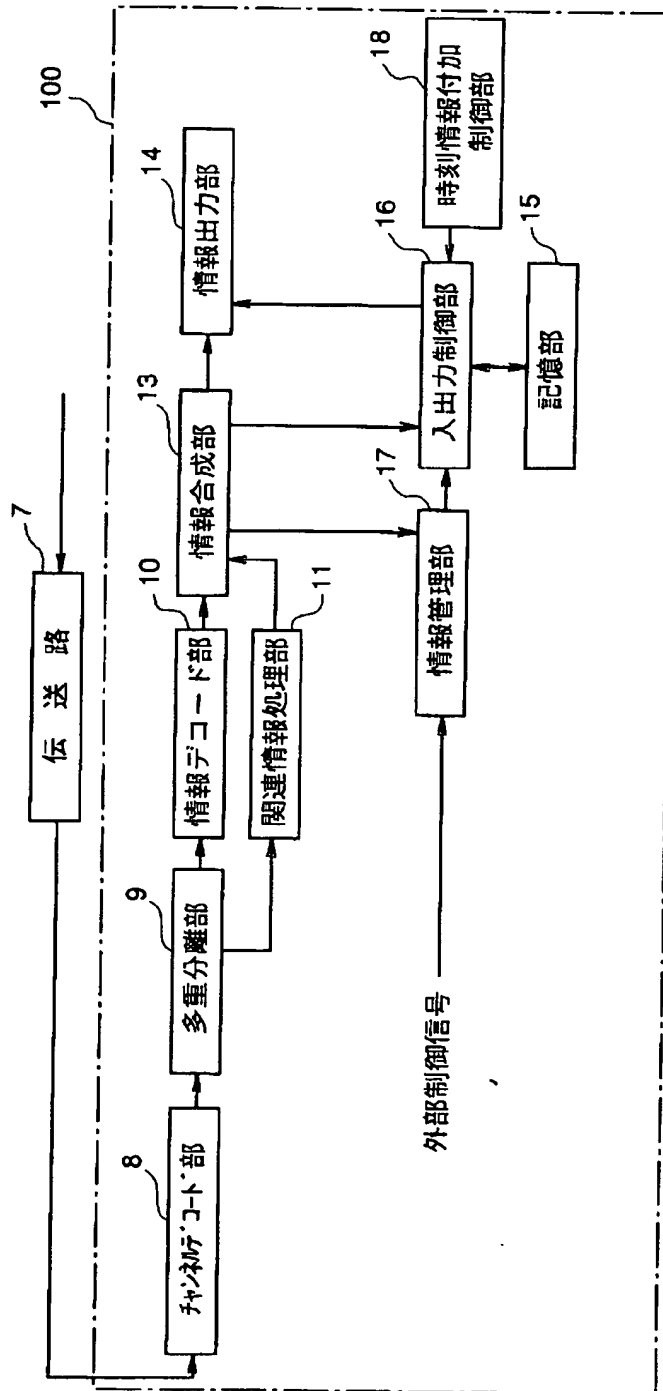 7
伝送路
100
8
チャンネルデコード部
9
多重分離部
10
情報デコード部
11
関連情報処理部
13
情報合成部
14
情報出力部
外部制御信号
17
情報管理部
16
入出力制御部
18
時刻情報付加
制御部
15
記憶部